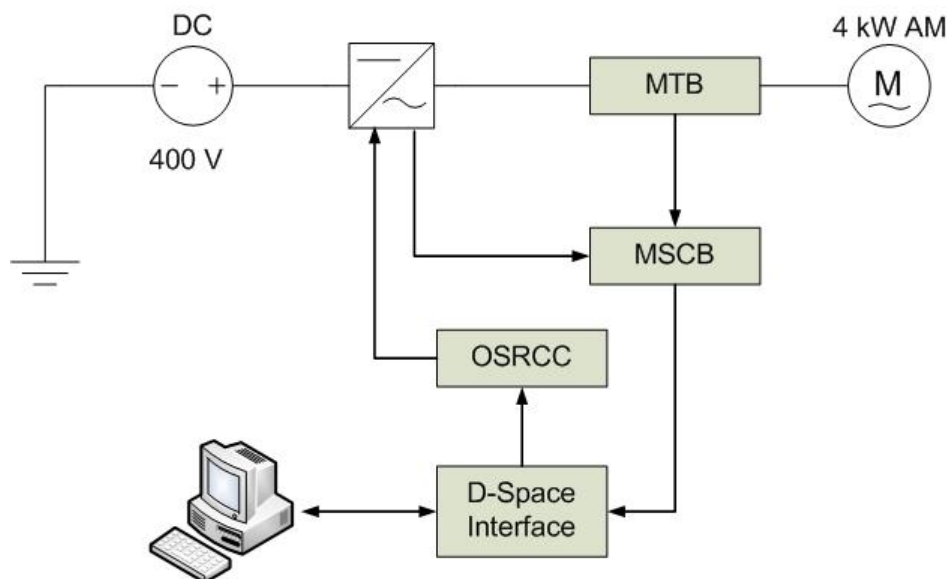 DC
4 kW AM
− +
MTB
M
400 V
MSCB
OSRCC
D-Space
Interface